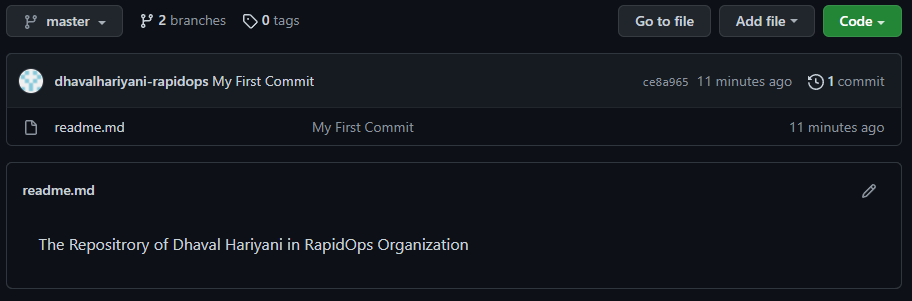 master 2 branches 0 tags Go to file Add file Code
dhavalhariyani-rapidops My First Commit ce8a965 11 minutes ago 1 commit
readme.md My First Commit 11 minutes ago
readme.md
The Repositrory of Dhaval Hariyani in RapidOps Organization